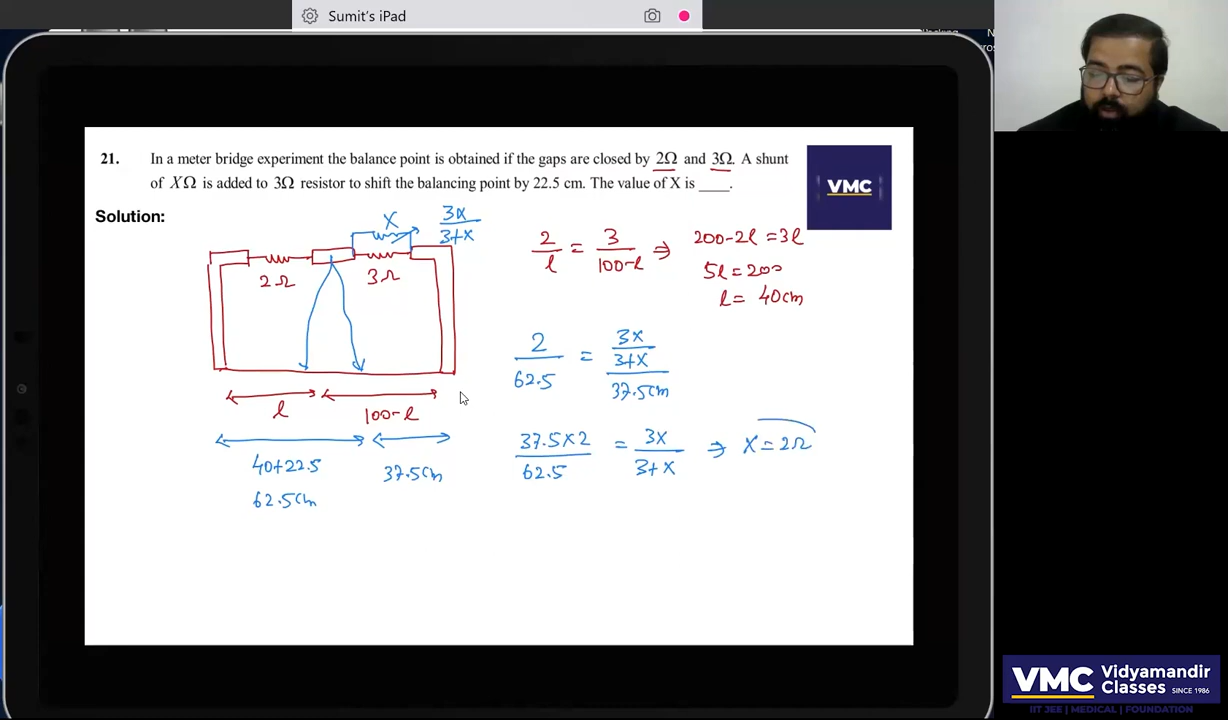 Sumit's iPad
21. In a meter bridge experiment the balance point is obtained if the gaps are closed by 2Ω and 3Ω. A shunt
of XΩ is added to 3Ω resistor to shift the balancing point by 22.5 cm. The value of X is ____.
VMC
Solution:
X
3x/3+x
2Ω
3Ω
2/l = 3/100-l ⇒ 200-2l = 3l
5l = 200
l = 40cm
2/62.5 = 3x/3+x/37.5cm
l
100-l
37.5×2/62.5 = 3x/3+x ⇒ x = 2Ω
40+22.5
62.5cm
37.5cm
VMC Vidyamandir Classes SINCE 1986
IIT JEE | MEDICAL | FOUNDATION